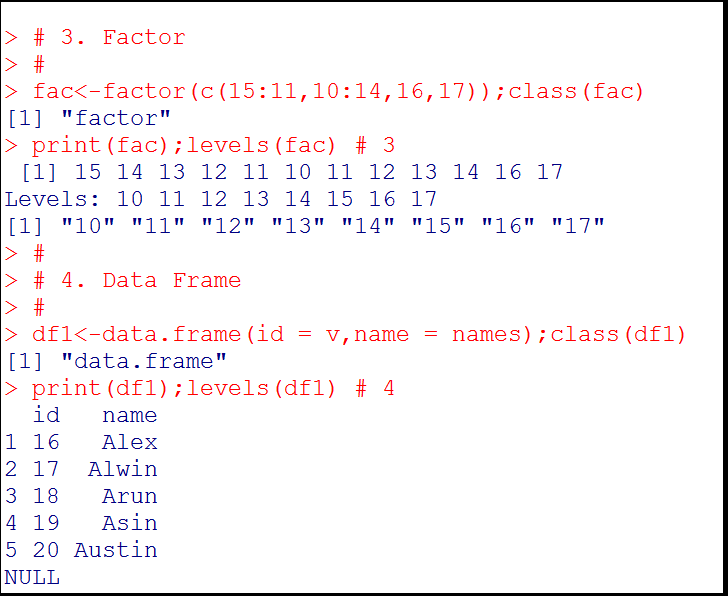 > # 3. Factor
> #
> fac<-factor(c(15:11,10:14,16,17));class(fac)
[1] "factor"
> print(fac);levels(fac) # 3
 [1] 15 14 13 12 11 10 11 12 13 14 16 17
Levels: 10 11 12 13 14 15 16 17
[1] "10" "11" "12" "13" "14" "15" "16" "17"
> #
> # 4. Data Frame
> #
> df1<-data.frame(id = v,name = names);class(df1)
[1] "data.frame"
> print(df1);levels(df1) # 4
  id   name
1 16   Alex
2 17  Alwin
3 18   Arun
4 19   Asin
5 20 Austin
NULL